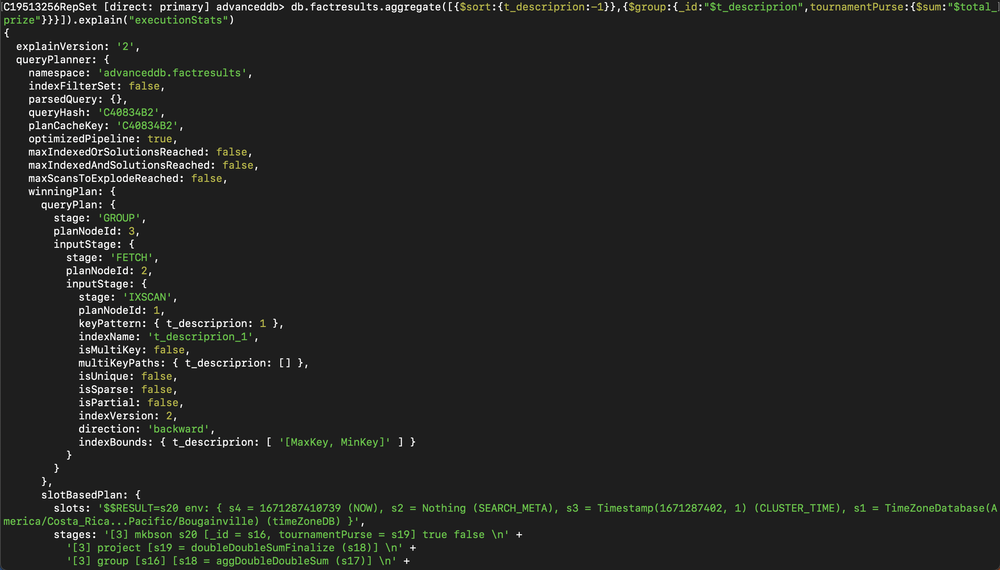 C19513256RepSet [direct: primary] advanceddb> db.factresults.aggregate([{$sort:{t_descriprion:-1}},{$group:{_id:"$t_descriprion",tournamentPurse:{$sum:"$total_
prize"}}}]).explain("executionStats")
{
  explainVersion: '2',
  queryPlanner: {
    namespace: 'advanceddb.factresults',
    indexFilterSet: false,
    parsedQuery: {},
    queryHash: 'C40834B2',
    planCacheKey: 'C40834B2',
    optimizedPipeline: true,
    maxIndexedOrSolutionsReached: false,
    maxIndexedAndSolutionsReached: false,
    maxScansToExplodeReached: false,
    winningPlan: {
      queryPlan: {
        stage: 'GROUP',
        planNodeId: 3,
        inputStage: {
          stage: 'FETCH',
          planNodeId: 2,
          inputStage: {
            stage: 'IXSCAN',
            planNodeId: 1,
            keyPattern: { t_descriprion: 1 },
            indexName: 't_descriprion_1',
            isMultiKey: false,
            multiKeyPaths: { t_descriprion: [] },
            isUnique: false,
            isSparse: false,
            isPartial: false,
            indexVersion: 2,
            direction: 'backward',
            indexBounds: { t_descriprion: [ '[MaxKey, MinKey]' ] }
          }
        }
      },
      slotBasedPlan: {
        slots: '$$RESULT=s20 env: { s4 = 1671287410739 (NOW), s2 = Nothing (SEARCH_META), s3 = Timestamp(1671287402, 1) (CLUSTER_TIME), s1 = TimeZoneDatabase(A
merica/Costa_Rica...Pacific/Bougainville) (timeZoneDB) }',
        stages: '[3] mkbson s20 [_id = s16, tournamentPurse = s19] true false \n' +
          '[3] project [s19 = doubleDoubleSumFinalize (s18)] \n' +
          '[3] group [s16] [s18 = aggDoubleDoubleSum (s17)] \n' +